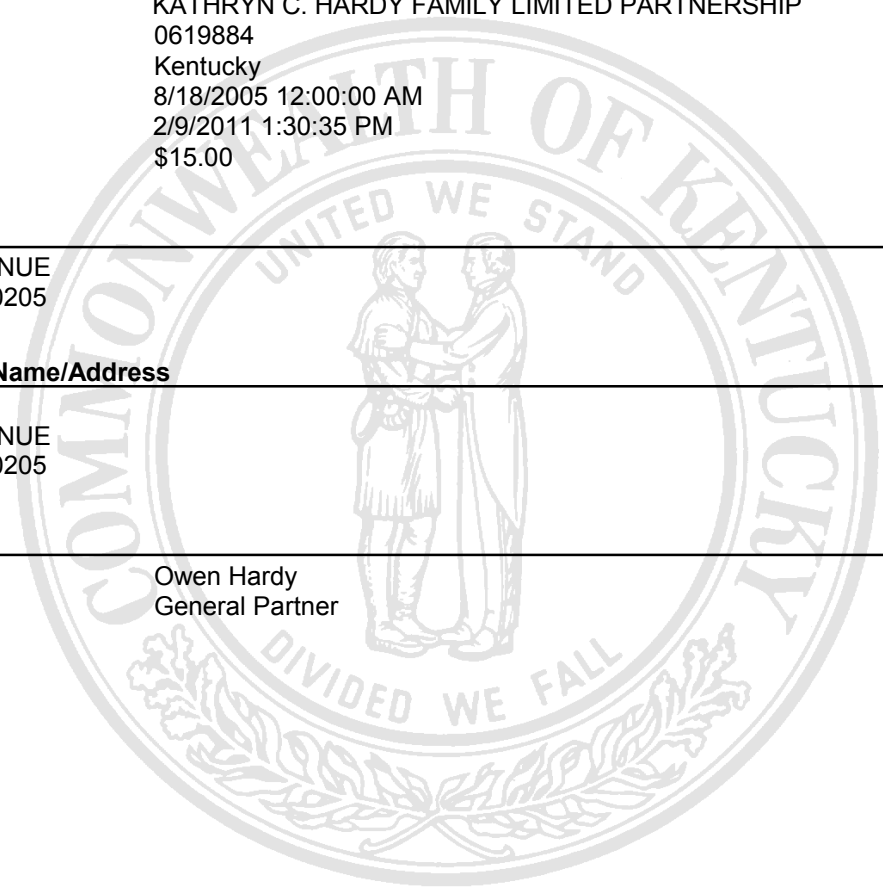 KATHRYN C. HARDY FAMILY LIMITED PARTNERSHIP
0619884
Kentucky
8/18/2005 12:00:00 AM
2/9/2011 1:30:35 PM
$15.00
COMMONWEALTH OF KENTUCKY
UNITED WE STAND
NUE
0205
Name/Address
NUE
0205
Owen Hardy
General Partner
DIVIDED WE FALL